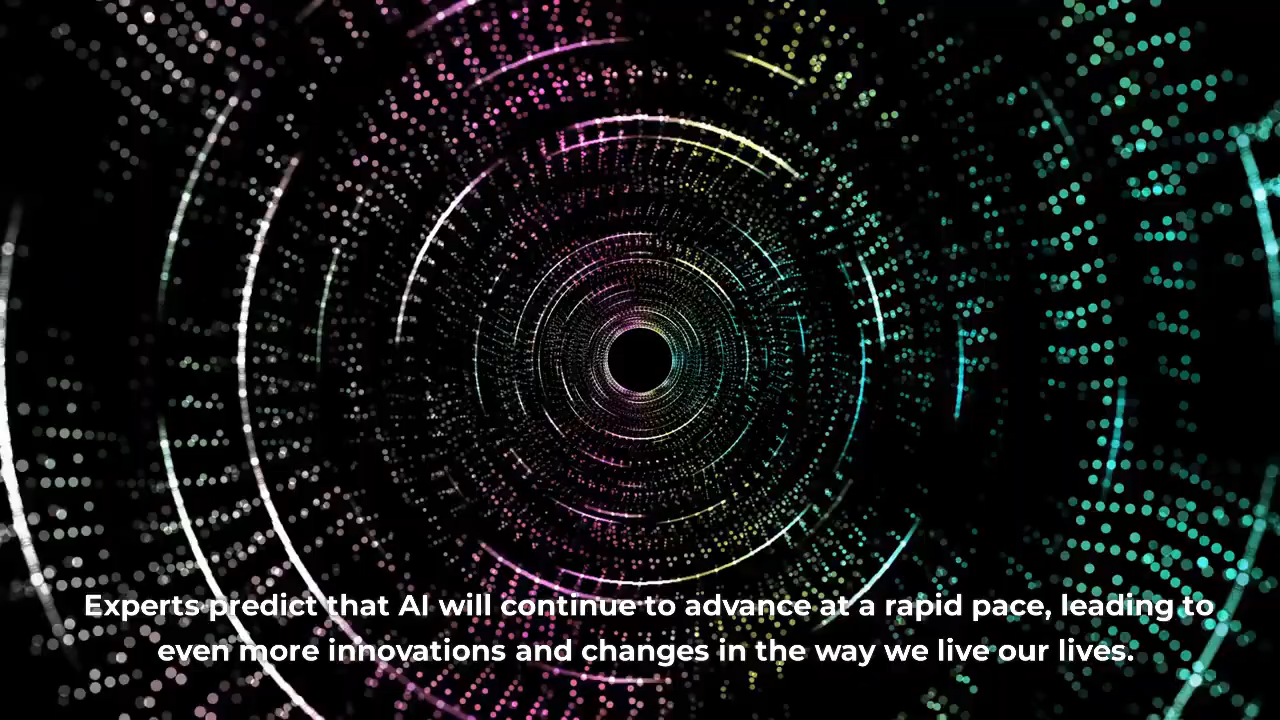 Experts predict that AI will continue to advance at a rapid pace, leading to
even more innovations and changes in the way we live our lives.